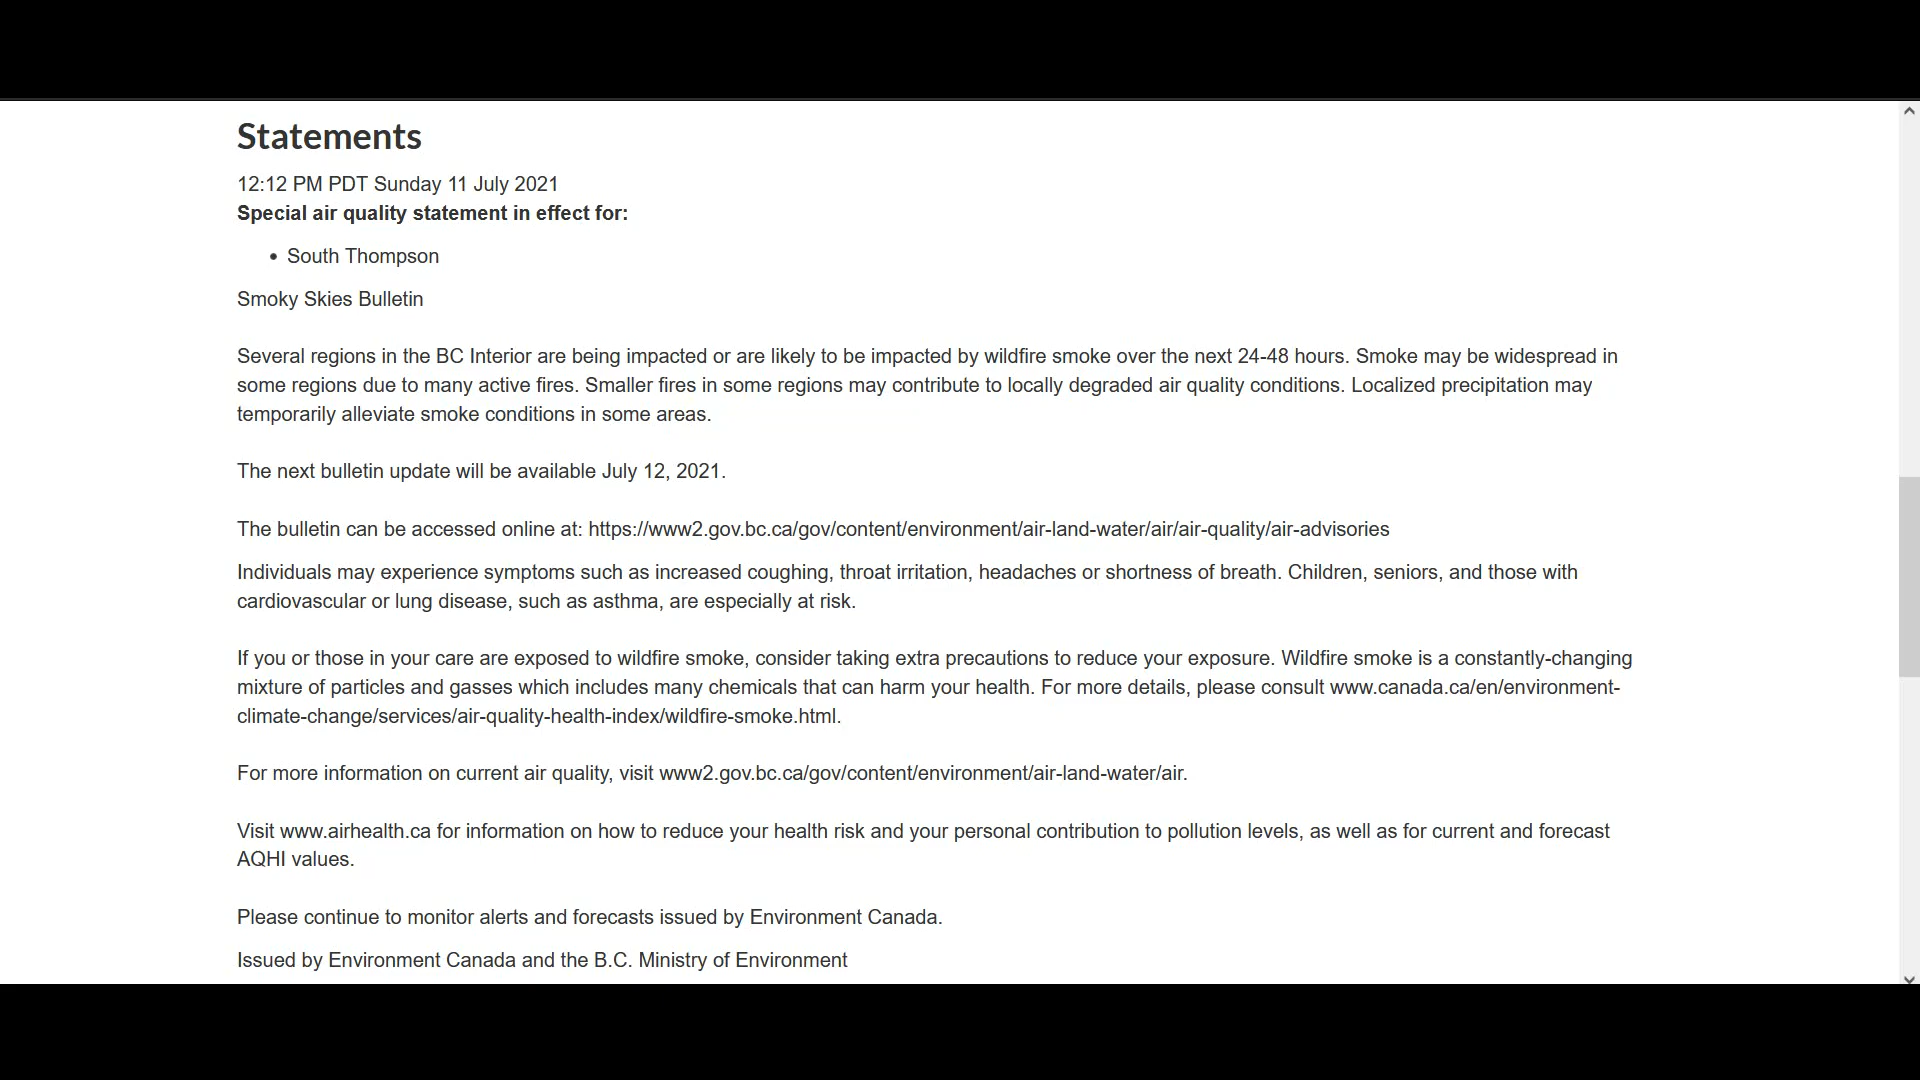 Statements
12:12 PM PDT Sunday 11 July 2021
Special air quality statement in effect for:
• South Thompson
Smoky Skies Bulletin
Several regions in the BC Interior are being impacted or are likely to be impacted by wildfire smoke over the next 24-48 hours. Smoke may be widespread in
some regions due to many active fires. Smaller fires in some regions may contribute to locally degraded air quality conditions. Localized precipitation may
temporarily alleviate smoke conditions in some areas.
The next bulletin update will be available July 12, 2021.
The bulletin can be accessed online at: https://www2.gov.bc.ca/gov/content/environment/air-land-water/air/air-quality/air-advisories
Individuals may experience symptoms such as increased coughing, throat irritation, headaches or shortness of breath. Children, seniors, and those with
cardiovascular or lung disease, such as asthma, are especially at risk.
If you or those in your care are exposed to wildfire smoke, consider taking extra precautions to reduce your exposure. Wildfire smoke is a constantly-changing
mixture of particles and gasses which includes many chemicals that can harm your health. For more details, please consult www.canada.ca/en/environment-
climate-change/services/air-quality-health-index/wildfire-smoke.html.
For more information on current air quality, visit www2.gov.bc.ca/gov/content/environment/air-land-water/air.
Visit www.airhealth.ca for information on how to reduce your health risk and your personal contribution to pollution levels, as well as for current and forecast
AQHI values.
Please continue to monitor alerts and forecasts issued by Environment Canada.
Issued by Environment Canada and the B.C. Ministry of Environment